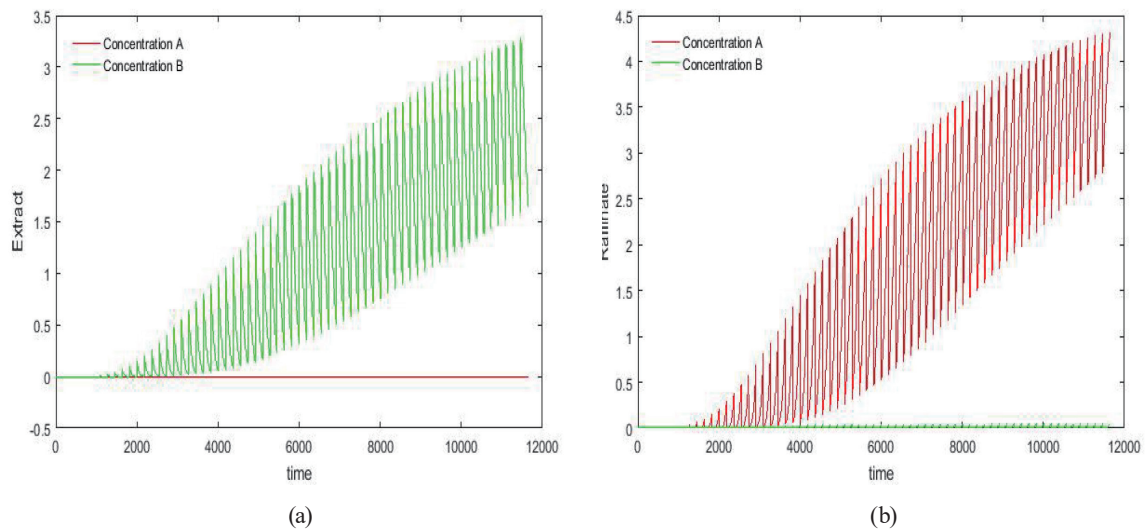 3.5
3
2.5
2
1.5
1
0.5
0
-0.5
Extract
Concentration A
Concentration B
0 2000 4000 6000 8000 10000 12000
time
(a)
4.5
4
3.5
3
2.5
2
1.5
1
0.5
0
Raffinate
Concentration A
Concentration B
0 2000 4000 6000 8000 10000 12000
time
(b)